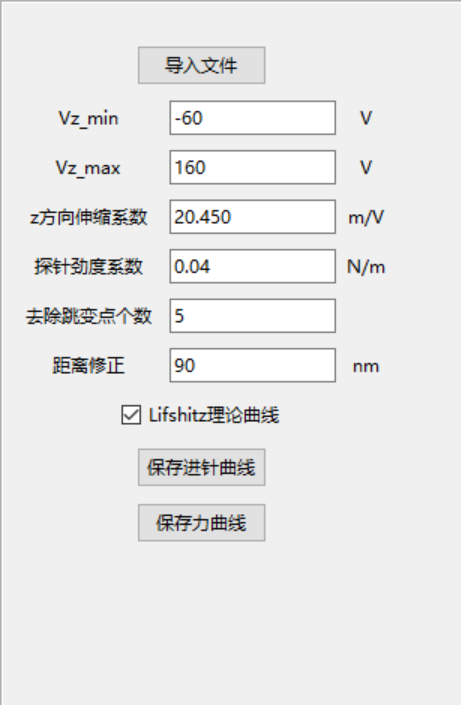 导入文件
Vz_min -60 V
Vz_max 160 V
z方向伸缩系数 20.450 m/V
探针劲度系数 0.04 N/m
去除跳变点个数 5
距离修正 90 nm
Lifshitz理论曲线
保存进针曲线
保存力曲线